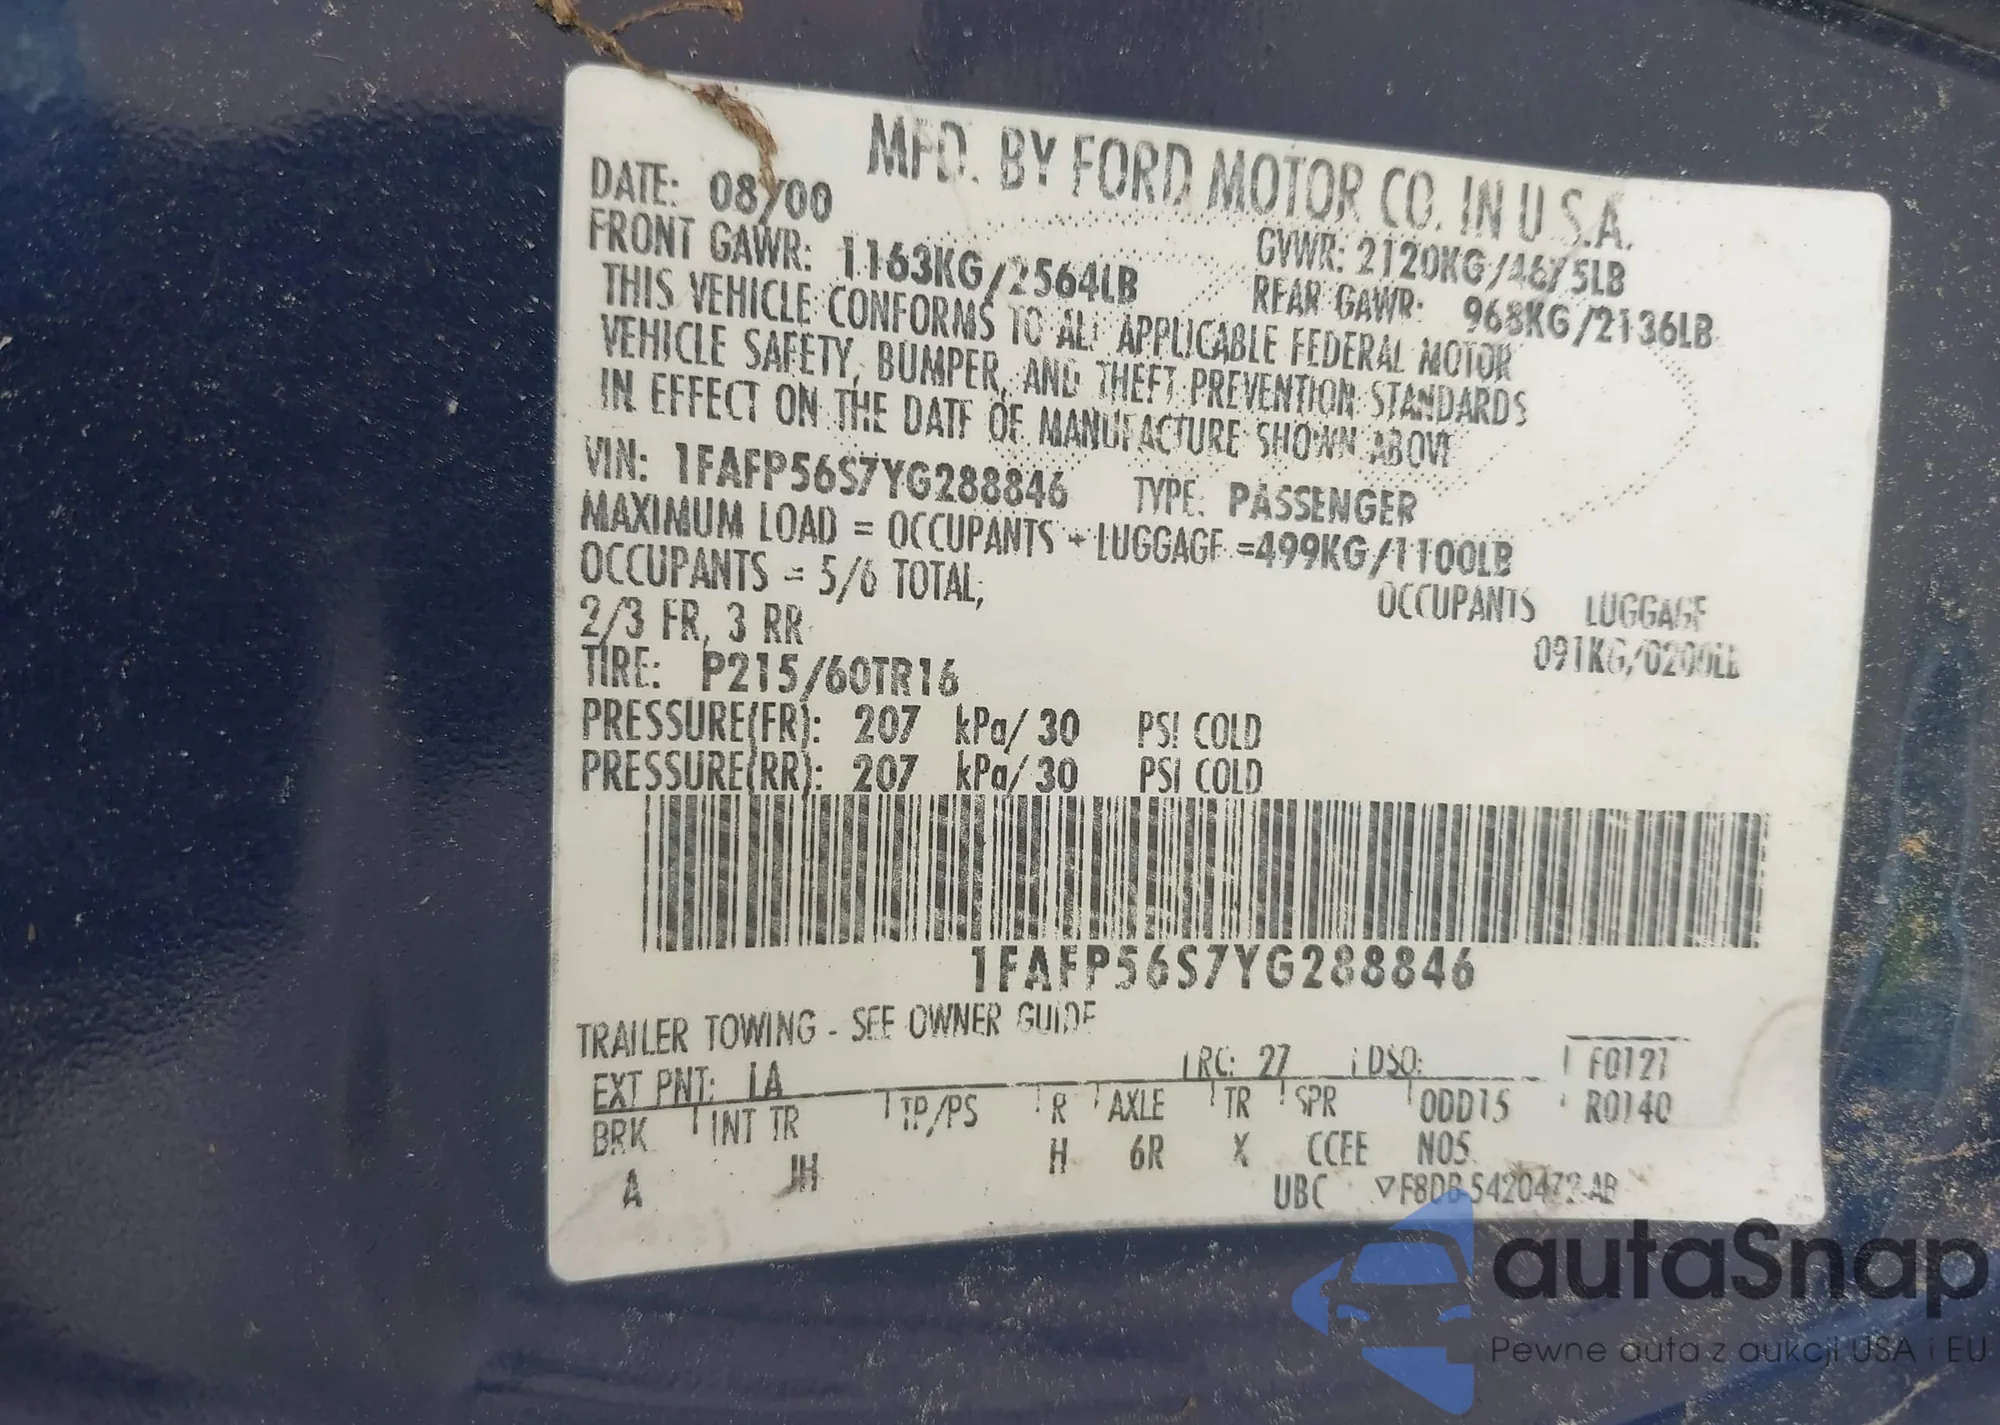 MFD. BY FORD MOTOR CO. IN U.S.A.
DATE: 08/00 GVWR: 2120KG/4675LB
FRONT GAWR: 1163KG/2564LB REAR GAWR: 968KG/2136LB
THIS VEHICLE CONFORMS TO ALL APPLICABLE FEDERAL MOTOR
VEHICLE SAFETY, BUMPER, AND THEFT PREVENTION STANDARDS
IN EFFECT ON THE DATE OF MANUFACTURE SHOWN ABOVE
VIN: 1FAFP56S7YG288846 TYPE: PASSENGER
MAXIMUM LOAD = OCCUPANTS + LUGGAGE =499KG/1100LB
OCCUPANTS = 5/6 TOTAL; OCCUPANTS LUGGAGE
2/3 FR, 3 RR 091KG/0200LB
TIRE: P215/60TR16
PRESSURE(FR): 207 kPa/ 30 PSI COLD
PRESSURE(RR): 207 kPa/ 30 PSI COLD
1FAFP56S7YG288846
TRAILER TOWING - SEE OWNER GUIDE
EXT PNT: LA RC: 27 DSO: F0121
BRK INT TR TP/PS R AXLE TR SPR ODD15 R0140
A JH H 6R X CCEE N05
UBC ▽F8DB 5420472-AB
autaSnap
Pewne auta z aukcji USA i EU